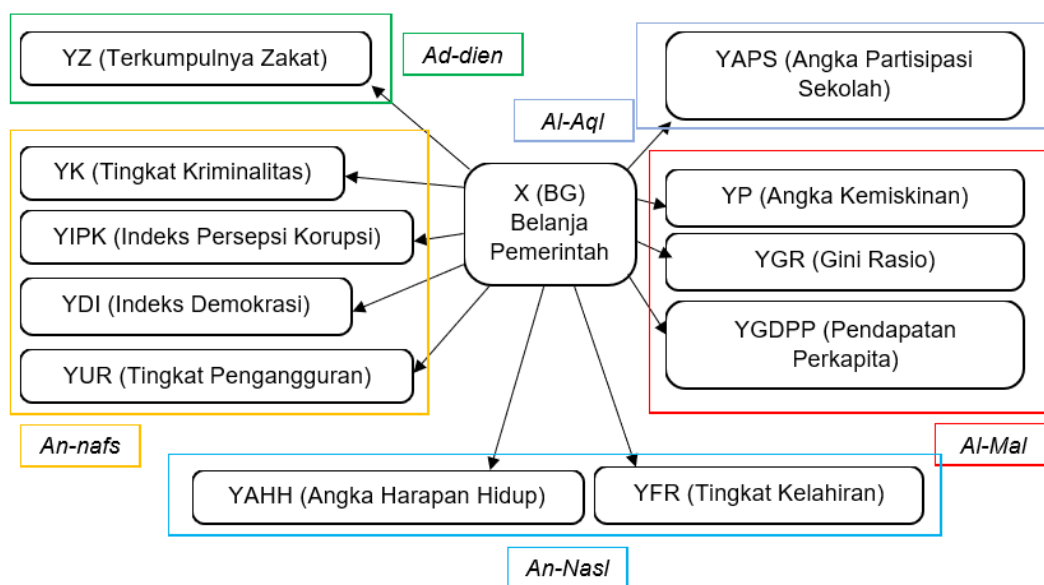 YZ (Terkumpulnya Zakat)
Ad-dien
YAPS (Angka Partisipasi
Sekolah)
Al-Aql
YK (Tingkat Kriminalitas)
YIPK (Indeks Persepsi Korupsi)
YDI (Indeks Demokrasi)
YUR (Tingkat Pengangguran)
An-nafs
X (BG)
Belanja
Pemerintah
YP (Angka Kemiskinan)
YGR (Gini Rasio)
YGDPP (Pendapatan
Perkapita)
Al-Mal
YAHH (Angka Harapan Hidup)
YFR (Tingkat Kelahiran)
An-Nasl